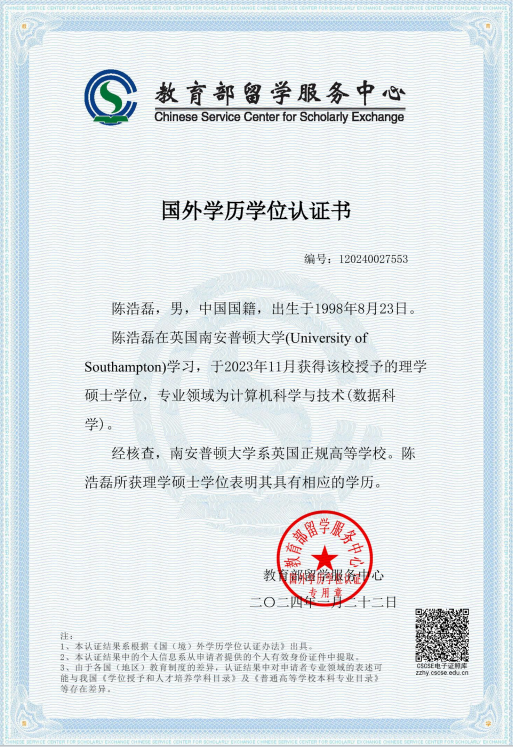 教育部留学服务中心
Chinese Service Center for Scholarly Exchange
国外学历学位认证书
编号：120240027553
陈浩磊，男，中国国籍，出生于1998年8月23日。
陈浩磊在英国南安普顿大学(University of
Southampton)学习，于2023年11月获得该校授予的理学
硕士学位，专业领域为计算机科学与技术(数据科
学)。
经核查，南安普顿大学系英国正规高等学校。陈
浩磊所获理学硕士学位表明其具有相应的学历。
教育部留学服务中心
国外学历学位认证
专用章
教育部留学服务中心
二〇二四年一月二十二日
注：
1、本认证结果系根据《国（境）外学历学位认证办法》出具。
2、本认证结果中的个人信息系从申请者提供的个人有效身份证件中提取。
3、由于各国（地区）教育制度的差异，认证结果中对申请者专业领域的表述可
能与我国《学位授予和人才培养学科目录》及《普通高等学校本科专业目录》
等存在差异。
CSCSE电子证照库
zzny.cscse.edu.cn